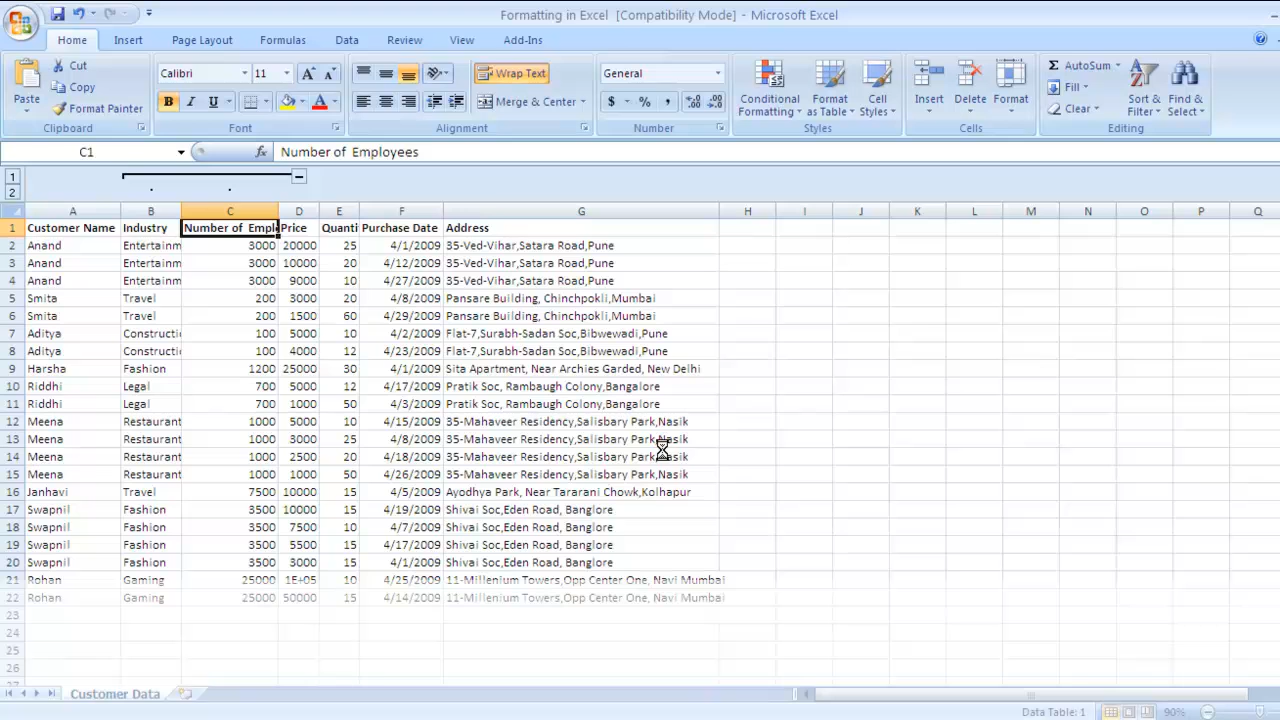 Formatting in Excel [Compatibility Mode] - Microsoft Excel
Home Insert Page Layout Formulas Data Review View Add-Ins
Paste Cut Copy Format Painter Clipboard
Calibri 11 B I U A A A Font
Wrap Text Merge & Center Alignment
General $ % , Number
Conditional Formatting Format as Table Cell Styles Styles
Insert Delete Format Cells
Σ AutoSum Fill Clear Sort & Filter Find & Select Editing
C1 fx Number of Employees
1
2
A B C D E F G H I J K L M N O P Q
1 Customer Name Industry Number of Empl Price Quanti Purchase Date Address
2 Anand Entertainm 3000 20000 25 4/1/2009 35-Ved-Vihar,Satara Road,Pune
3 Anand Entertainm 3000 10000 20 4/12/2009 35-Ved-Vihar,Satara Road,Pune
4 Anand Entertainm 3000 9000 10 4/27/2009 35-Ved-Vihar,Satara Road,Pune
5 Smita Travel 200 3000 20 4/8/2009 Pansare Building, Chinchpokli,Mumbai
6 Smita Travel 200 1500 60 4/29/2009 Pansare Building, Chinchpokli,Mumbai
7 Aditya Constructi 100 5000 10 4/2/2009 Flat-7,Surabh-Sadan Soc,Bibwewadi,Pune
8 Aditya Constructi 100 4000 12 4/23/2009 Flat-7,Surabh-Sadan Soc,Bibwewadi,Pune
9 Harsha Fashion 1200 25000 30 4/1/2009 Sita Apartment, Near Archies Garded, New Delhi
10 Riddhi Legal 700 5000 12 4/17/2009 Pratik Soc, Rambaugh Colony,Bangalore
11 Riddhi Legal 700 1000 50 4/3/2009 Pratik Soc, Rambaugh Colony,Bangalore
12 Meena Restaurant 1000 5000 10 4/15/2009 35-Mahaveer Residency,Salisbary Park,Nasik
13 Meena Restaurant 1000 3000 25 4/8/2009 35-Mahaveer Residency,Salisbary Park,Nasik
14 Meena Restaurant 1000 2500 20 4/18/2009 35-Mahaveer Residency,Salisbary Park,Nasik
15 Meena Restaurant 1000 1000 50 4/26/2009 35-Mahaveer Residency,Salisbary Park,Nasik
16 Janhavi Travel 7500 10000 15 4/5/2009 Ayodhya Park, Near Tararani Chowk,Kolhapur
17 Swapnil Fashion 3500 10000 15 4/19/2009 Shivai Soc,Eden Road, Banglore
18 Swapnil Fashion 3500 7500 10 4/7/2009 Shivai Soc,Eden Road, Banglore
19 Swapnil Fashion 3500 5500 15 4/17/2009 Shivai Soc,Eden Road, Banglore
20 Swapnil Fashion 3500 3000 15 4/1/2009 Shivai Soc,Eden Road, Banglore
21 Rohan Gaming 25000 1E+05 10 4/25/2009 11-Millenium Towers,Opp Center One, Navi Mumbai
22 Rohan Gaming 25000 50000 15 4/14/2009 11-Millenium Towers,Opp Center One, Navi Mumbai
23
24
25
26
Customer Data
Data Table: 1 90%